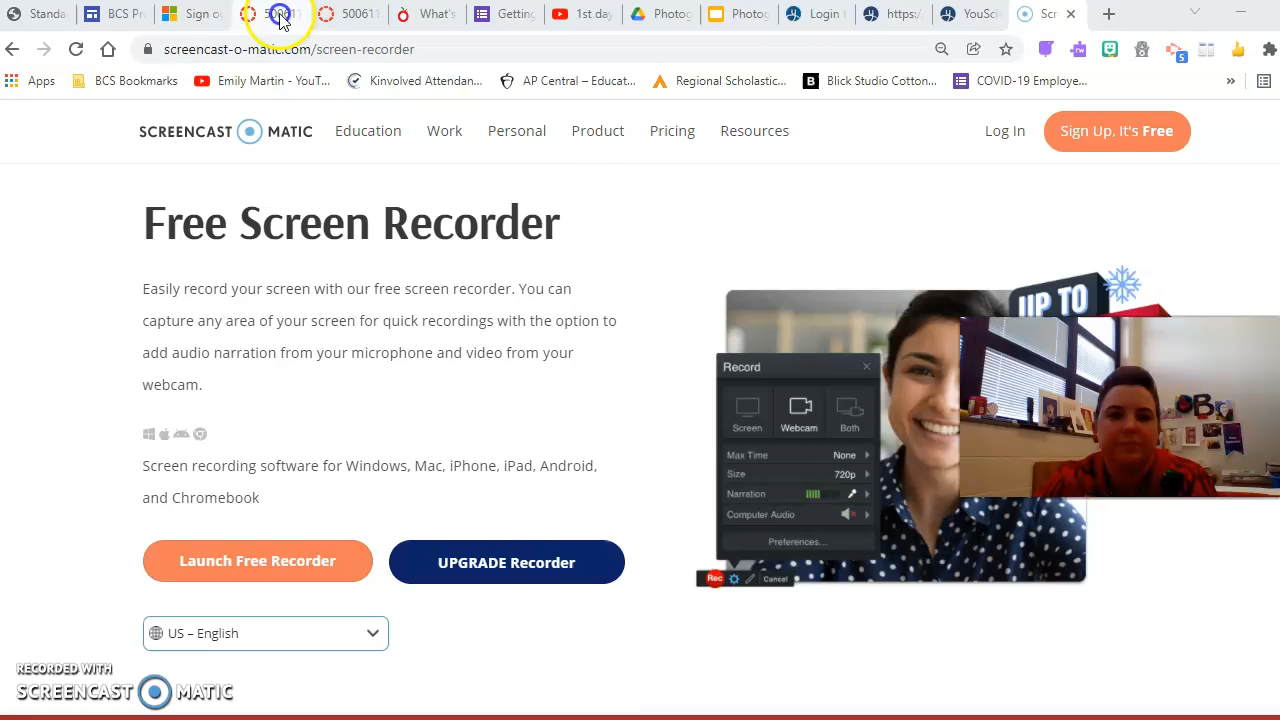 Standa BCS Pr Sign ou 50061 50061 What's Getting 1st day Photog Photog Login t https:/ Scr
screencast-o-matic.com/screen-recorder
5
Apps BCS Bookmarks Emily Martin - YouT... Kinvolved Attendan... AP Central – Educat... Regional Scholastic... B Blick Studio Cotton... COVID-19 Employe... »
SCREENCAST MATIC Education Work Personal Product Pricing Resources Log In Sign Up, It's Free
Free Screen Recorder
Easily record your screen with our free screen recorder. You can
capture any area of your screen for quick recordings with the option to
add audio narration from your microphone and video from your
webcam.
Screen recording software for Windows, Mac, iPhone, iPad, Android,
and Chromebook
Launch Free Recorder UPGRADE Recorder
US – English
UP TO
Record
Screen Webcam Both
Max Time None
Size 720p
Narration
Computer Audio
Preferences...
Rec Cancel
B
RECORDED WITH
SCREENCAST MATIC